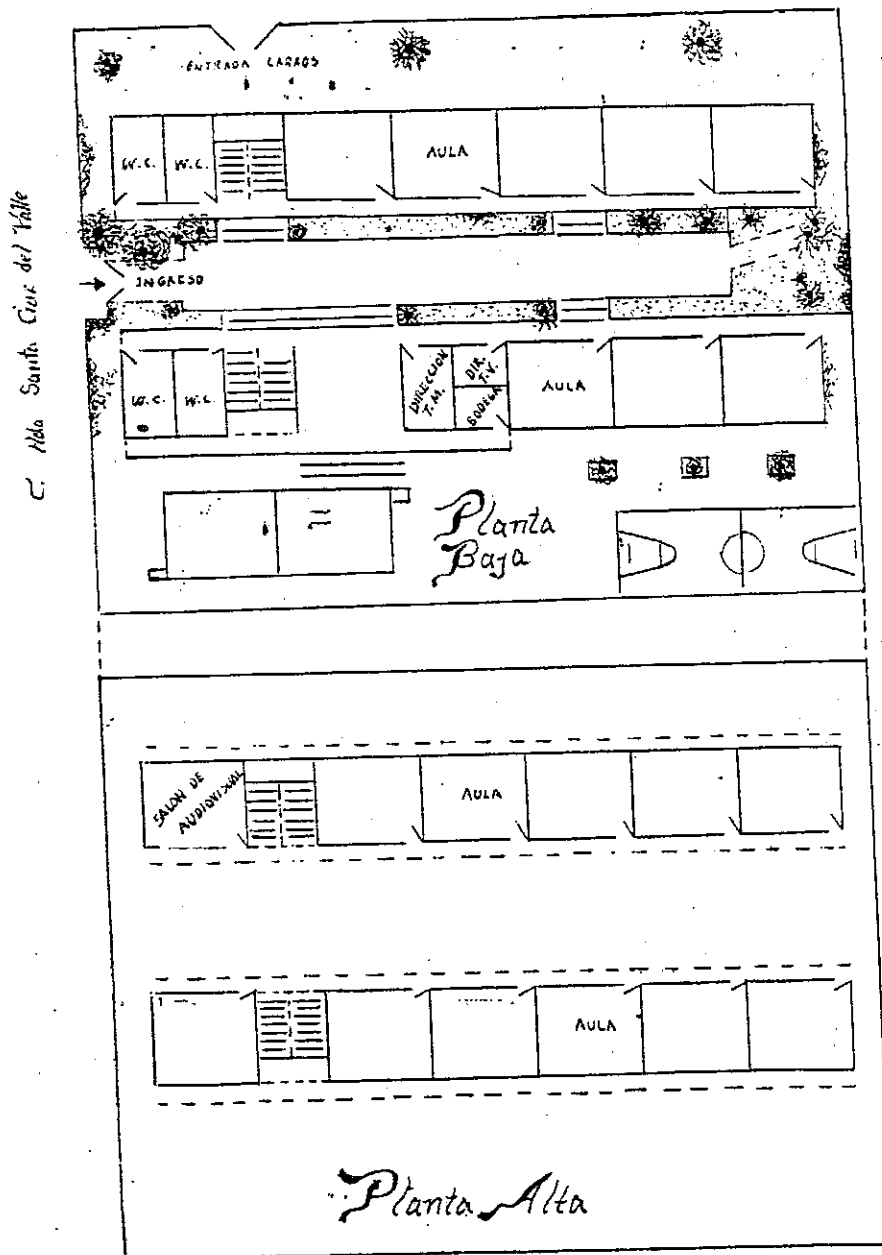 ENTRADA CARROS
W.C.
W.C.
AULA
C. Hda Santa Cruz del Valle
INGRESO
W.C.
W.C.
DIRECCION
T.M.
DIR.
T.V.
BODEGA
AULA
Planta
Baja
SALON DE
AUDIOVISUAL
AULA
AULA
Planta Alta